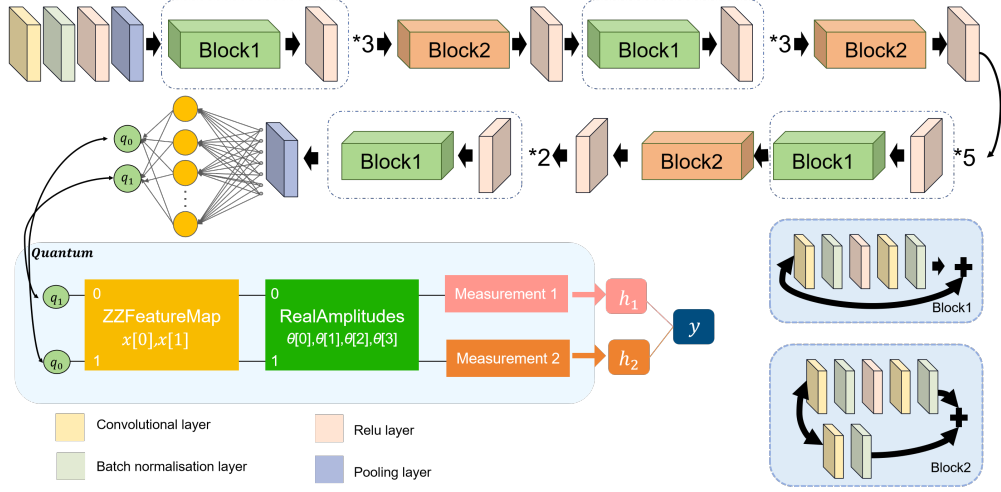 Block1
*3
Block2
Block1
*3
Block2
q₀
q₁
Block1
*2
Block2
Block1
*5
Quantum
q₁
0
ZZFeatureMap
x[0],x[1]
1
q₀
0
RealAmplitudes
θ[0],θ[1],θ[2],θ[3]
1
Measurement 1
h₁
Measurement 2
h₂
y
Block1
Block2
Convolutional layer
Relu layer
Batch normalisation layer
Pooling layer